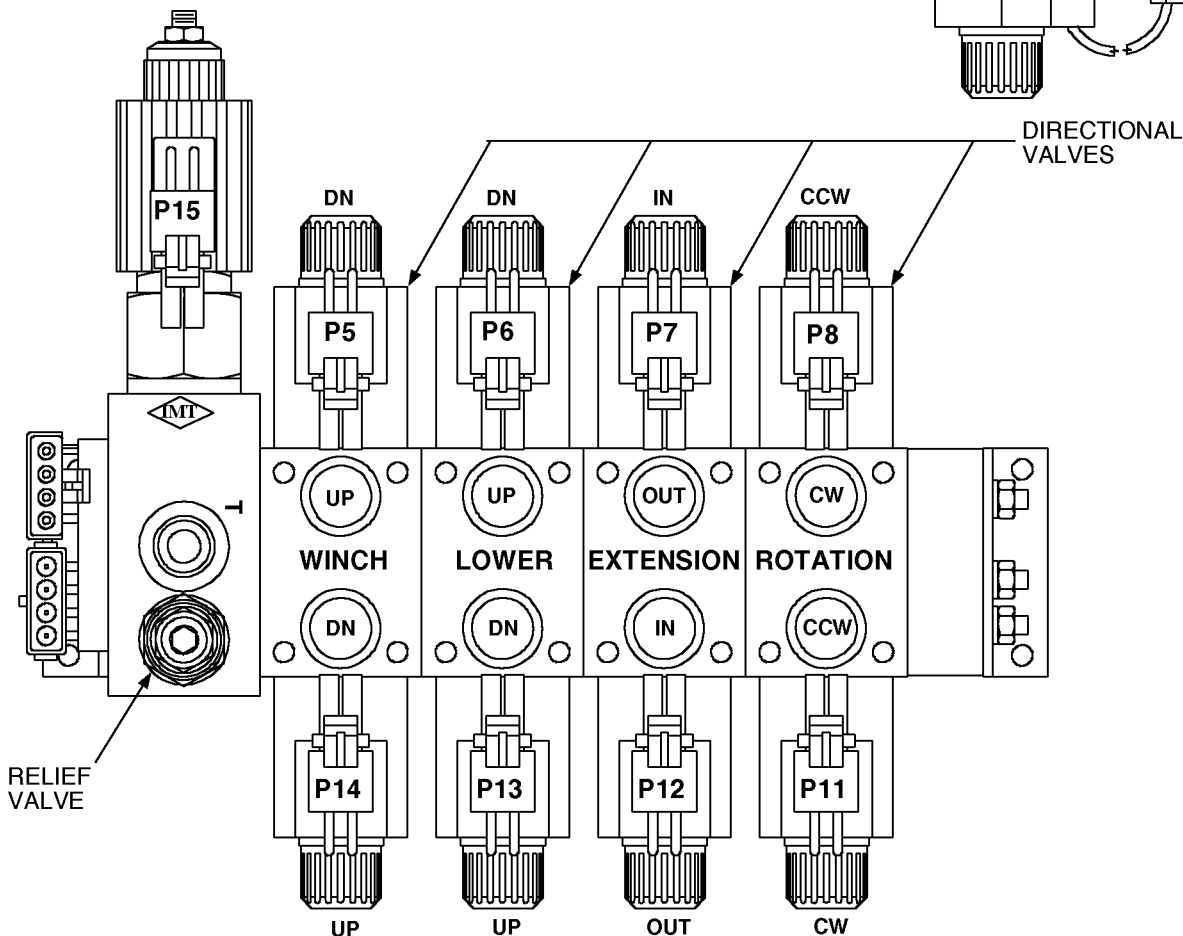 DIRECTIONAL
VALVES
P15
DN
DN
IN
CCW
P5
P6
P7
P8
IMT
T
UP
UP
OUT
CW
WINCH
LOWER
EXTENSION
ROTATION
DN
DN
IN
CCW
RELIEF
VALVE
P14
P13
P12
P11
UP
UP
OUT
CW